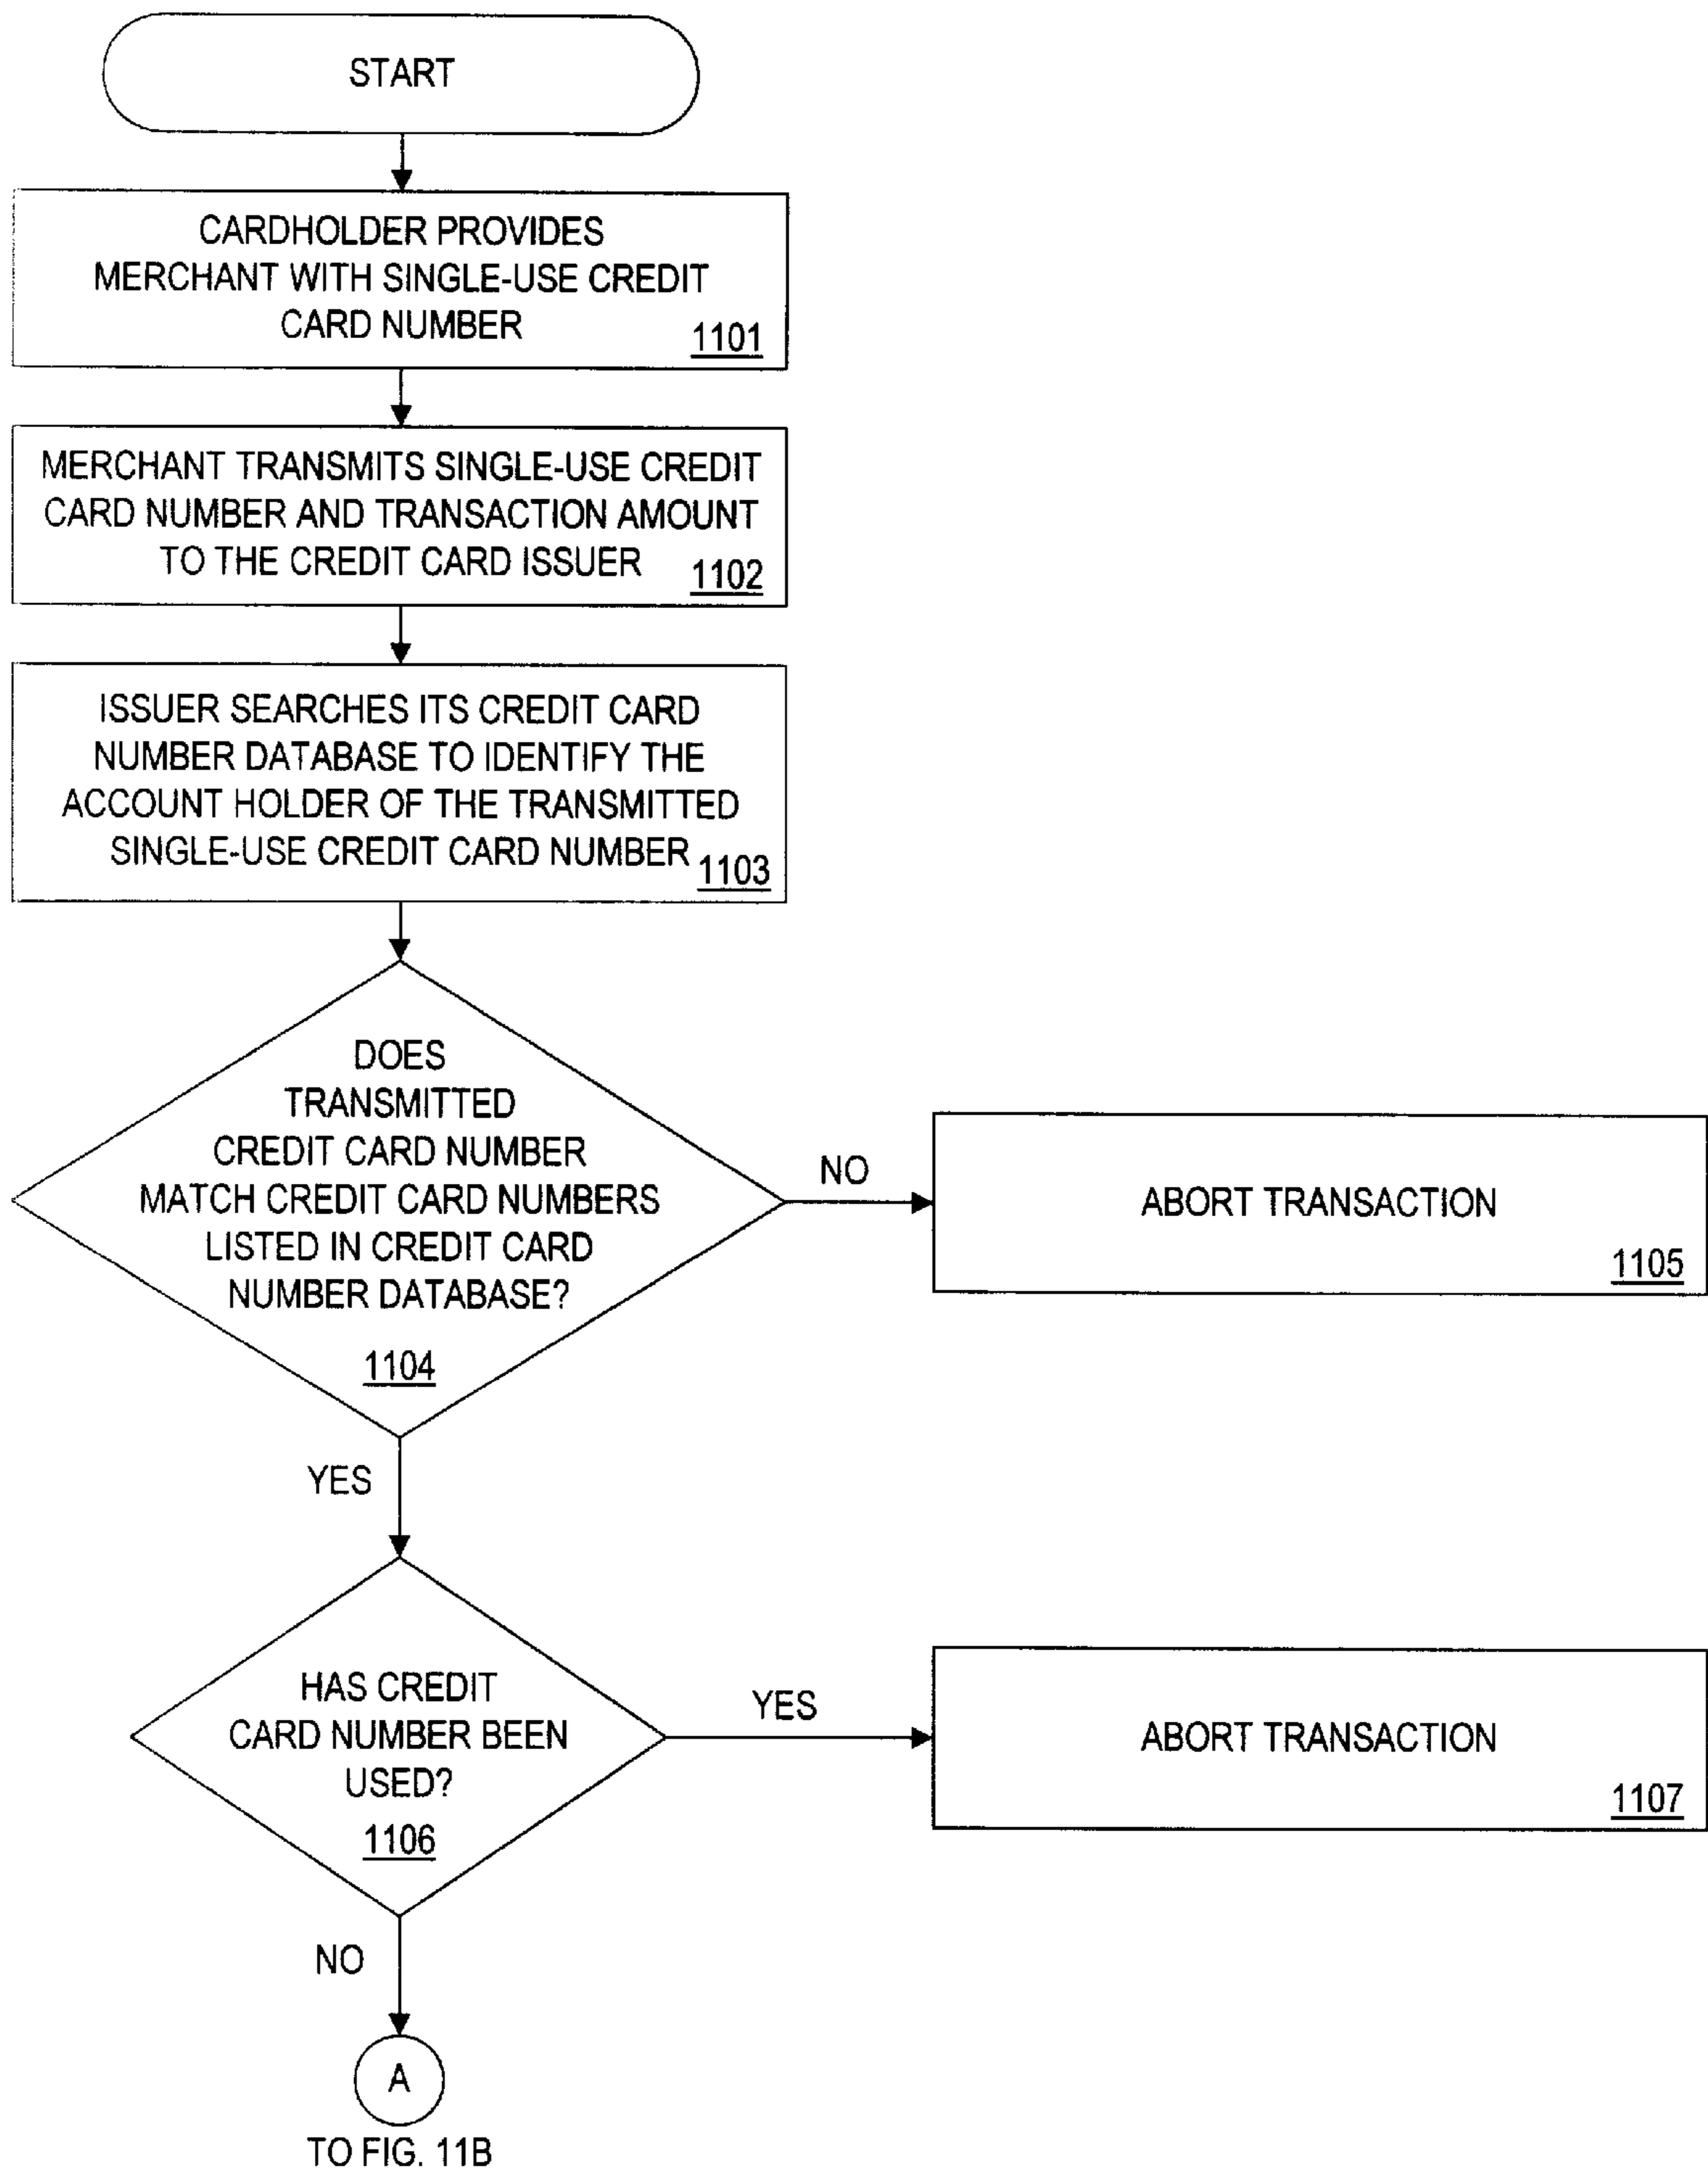 START
CARDHOLDER PROVIDES
MERCHANT WITH SINGLE-USE CREDIT
CARD NUMBER
1101
MERCHANT TRANSMITS SINGLE-USE CREDIT
CARD NUMBER AND TRANSACTION AMOUNT
TO THE CREDIT CARD ISSUER
1102
ISSUER SEARCHES ITS CREDIT CARD
NUMBER DATABASE TO IDENTIFY THE
ACCOUNT HOLDER OF THE TRANSMITTED
SINGLE-USE CREDIT CARD NUMBER
1103
DOES
TRANSMITTED
CREDIT CARD NUMBER
MATCH CREDIT CARD NUMBERS
LISTED IN CREDIT CARD
NUMBER DATABASE?
1104
NO
ABORT TRANSACTION
1105
YES
HAS CREDIT
CARD NUMBER BEEN
USED?
1106
YES
ABORT TRANSACTION
1107
NO
A
TO FIG. 11B